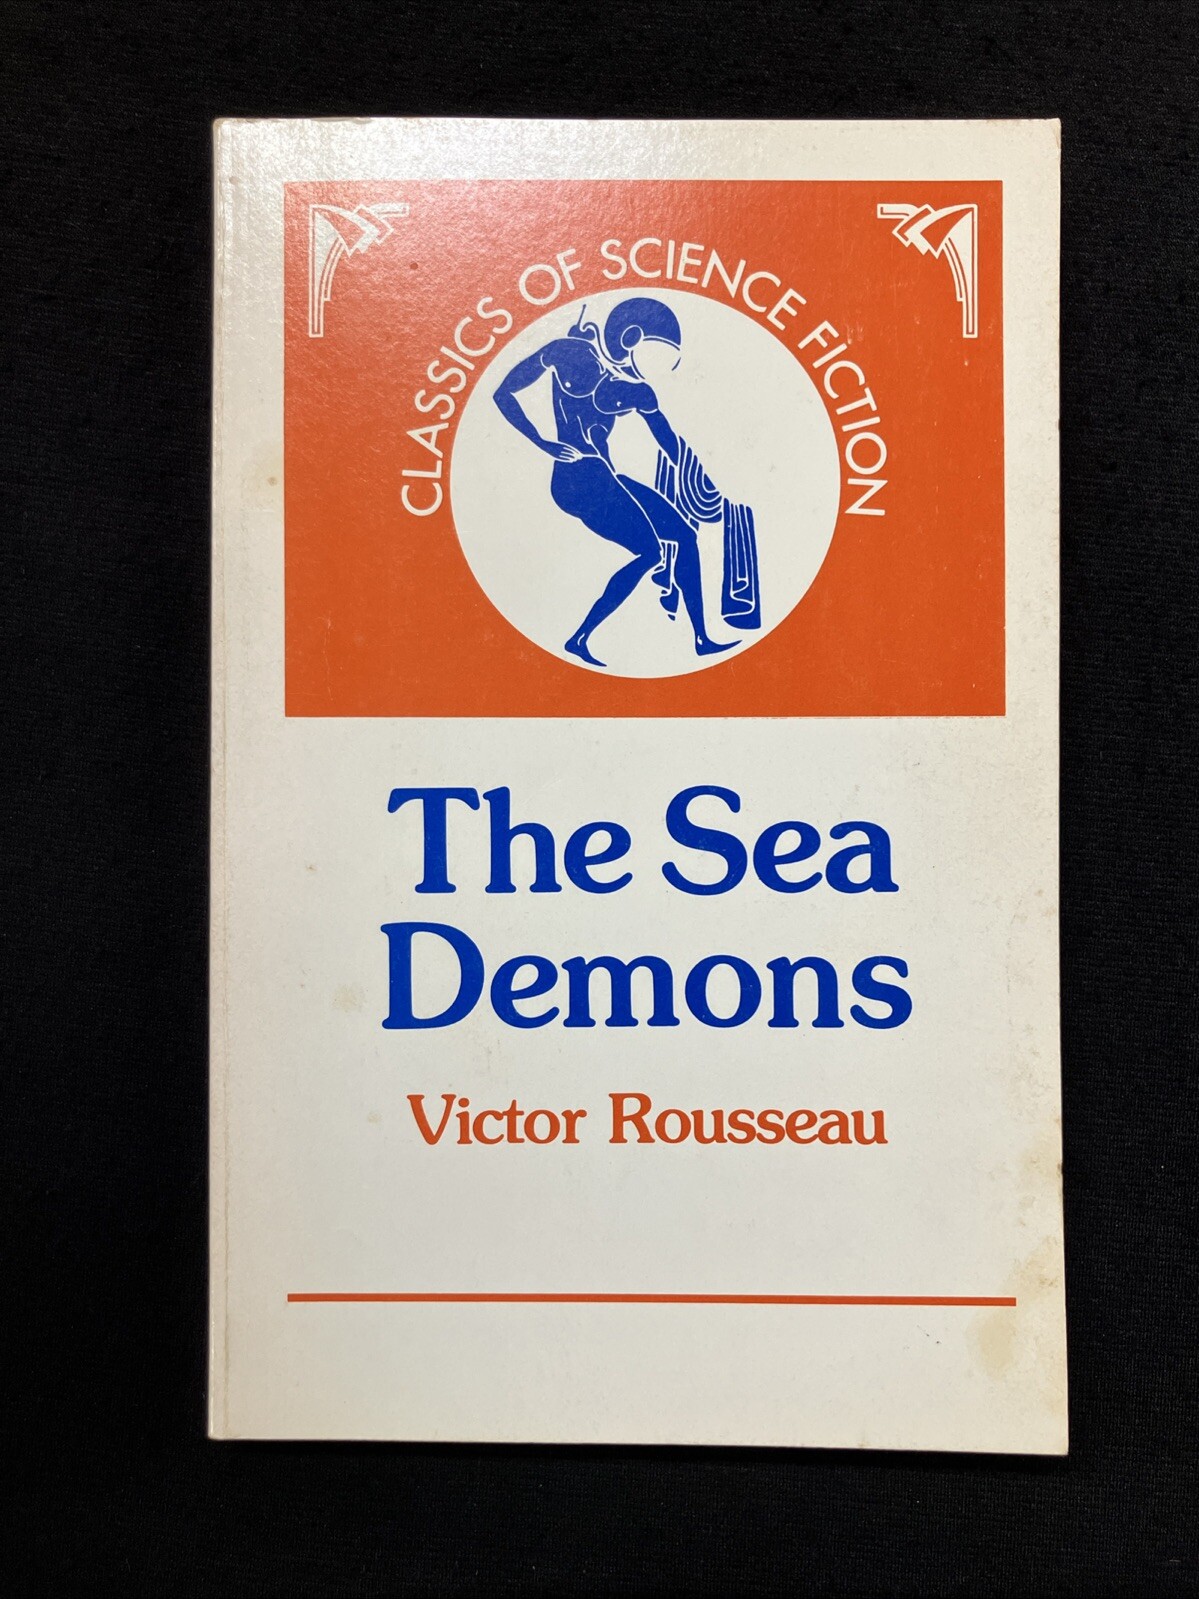 CLASSICS OF SCIENCE FICTION
The Sea
Demons
Victor Rousseau